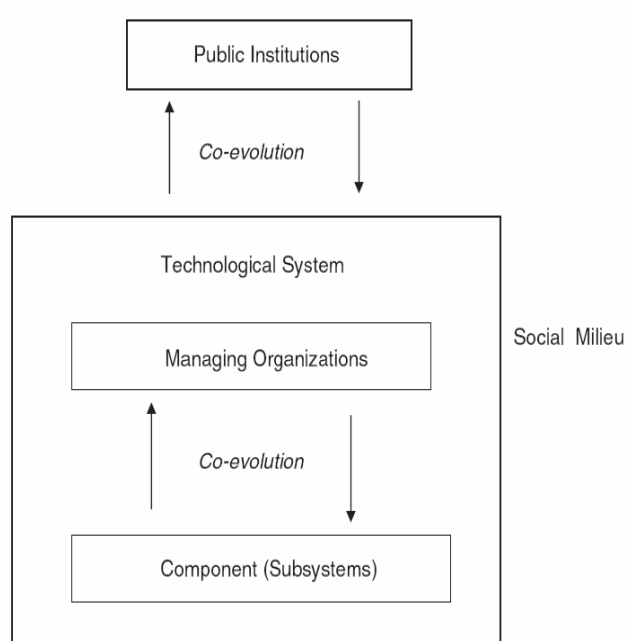 Public Institutions
Co-evolution
Technological System
Social Milieu
Managing Organizations
Co-evolution
Component (Subsystems)